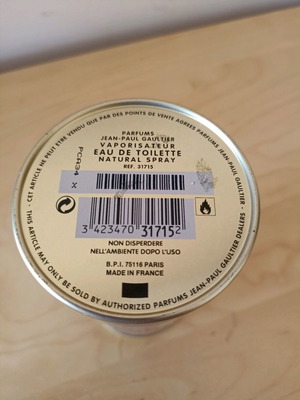 CET ARTICLE NE PEUT ETRE VENDU QUE PAR DES POINTS DE VENTE AGREES PARFUMS JEAN PAUL GAULTIER -
PARFUMS
JEAN-PAUL GAULTIER
VAPORISATEUR
EAU DE TOILETTE
NATURAL SPRAY
REF. 31715
X
3 423470 317152
NON DISPERDERE
NELL'AMBIENTE DOPO L'USO
B.P.I. 75116 PARIS
MADE IN FRANCE
THIS ARTICLE MAY ONLY BE SOLD BY AUTHORIZED PARFUMS JEAN-PAUL GAULTIER DEALERS -